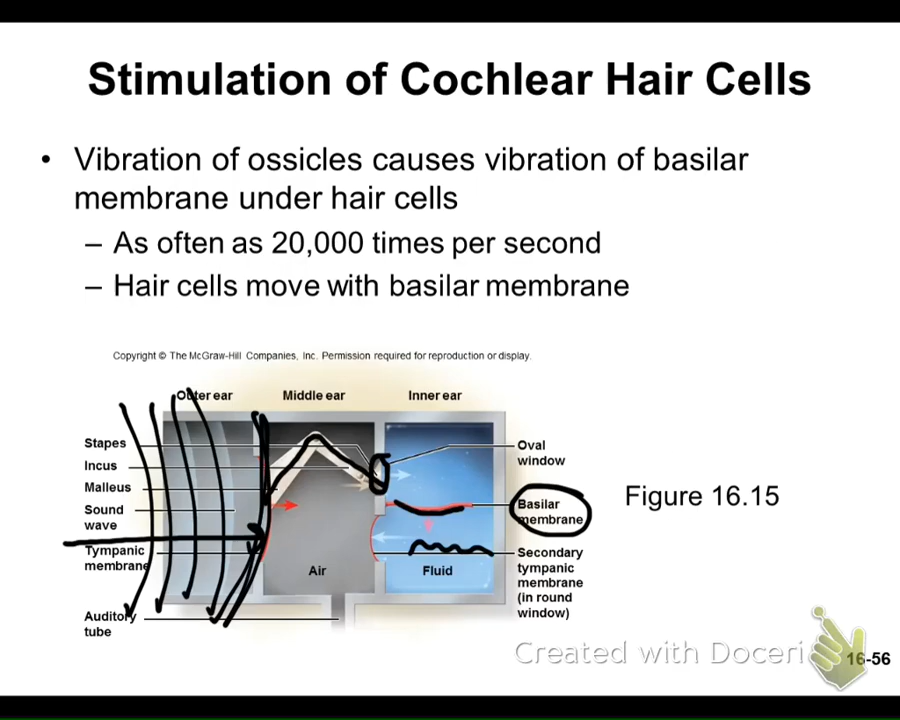 Stimulation of Cochlear Hair Cells
• Vibration of ossicles causes vibration of basilar
membrane under hair cells
– As often as 20,000 times per second
– Hair cells move with basilar membrane
Copyright © The McGraw-Hill Companies, Inc. Permission required for reproduction or display.
Outer ear
Middle ear
Inner ear
Stapes
Incus
Malleus
Sound
wave
Tympanic
membrane
Auditory
tube
Air
Fluid
Oval
window
Basilar
membrane
Secondary
tympanic
membrane
(in round
window)
Figure 16.15
Created with Doceri
16-56